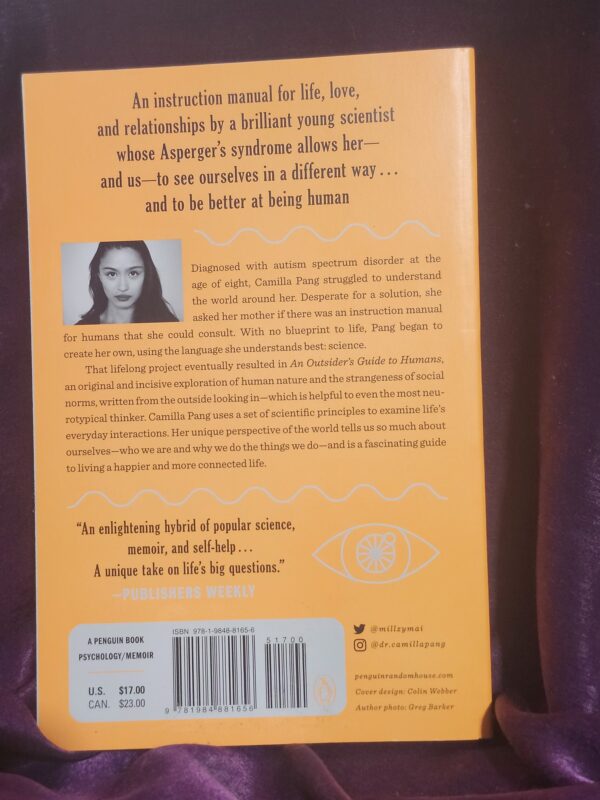 An instruction manual for life, love,
and relationships by a brilliant young scientist
whose Asperger's syndrome allows her—
and us—to see ourselves in a different way...
and to be better at being human
Diagnosed with autism spectrum disorder at the
age of eight, Camilla Pang struggled to understand
the world around her. Desperate for a solution, she
asked her mother if there was an instruction manual
for humans that she could consult. With no blueprint to life, Pang began to
create her own, using the language she understands best: science.
That lifelong project eventually resulted in An Outsider's Guide to Humans,
an original and incisive exploration of human nature and the strangeness of social
norms, written from the outside looking in—which is helpful to even the most neu-
rotypical thinker. Camilla Pang uses a set of scientific principles to examine life's
everyday interactions. Her unique perspective of the world tells us so much about
ourselves—who we are and why we do the things we do—and is a fascinating guide
to living a happier and more connected life.
"An enlightening hybrid of popular science,
memoir, and self-help...
A unique take on life's big questions."
—PUBLISHERS WEEKLY
A PENGUIN BOOK
PSYCHOLOGY/MEMOIR
U.S. $17.00
CAN. $23.00
ISBN 978-1-9848-8165-6
51700
9 781984 881656
@millzymai
@dr.camillapang
penguinrandomhouse.com
Cover design: Colin Webber
Author photo: Greg Barker